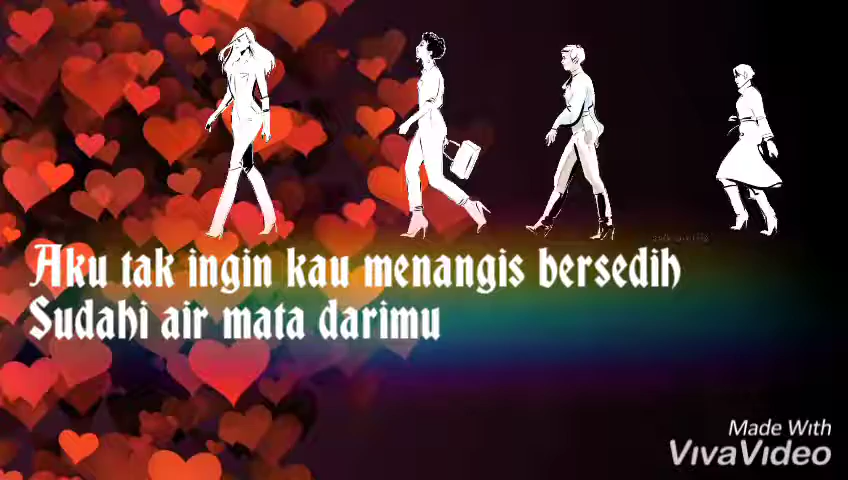 Aku tak ingin kau menangis bersedih
Sudahi air mata darimu
Made With
VivaVideo